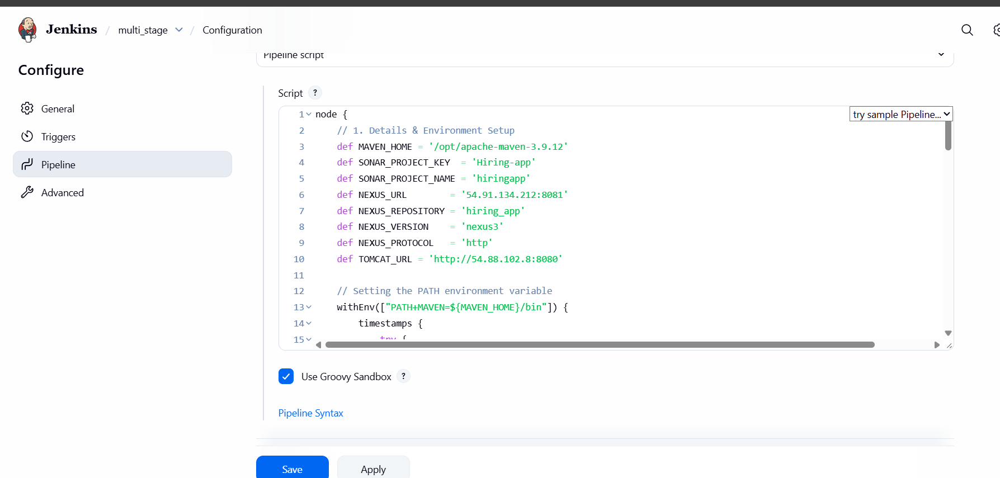 Jenkins / multi_stage / Configuration
Pipeline script
Configure
General
Triggers
Pipeline
Advanced
Script ?
try sample Pipeline...
1 node {
2 // 1. Details & Environment Setup
3 def MAVEN_HOME = '/opt/apache-maven-3.9.12'
4 def SONAR_PROJECT_KEY  = 'Hiring-app'
5 def SONAR_PROJECT_NAME = 'hiringapp'
6 def NEXUS_URL        = '54.91.134.212:8081'
7 def NEXUS_REPOSITORY = 'hiring_app'
8 def NEXUS_VERSION    = 'nexus3'
9 def NEXUS_PROTOCOL   = 'http'
10 def TOMCAT_URL = 'http://54.88.102.8:8080'
11
12 // Setting the PATH environment variable
13 withEnv(["PATH+MAVEN=${MAVEN_HOME}/bin"]) {
14 timestamps {
15 try {
Use Groovy Sandbox ?
Pipeline Syntax
Save
Apply